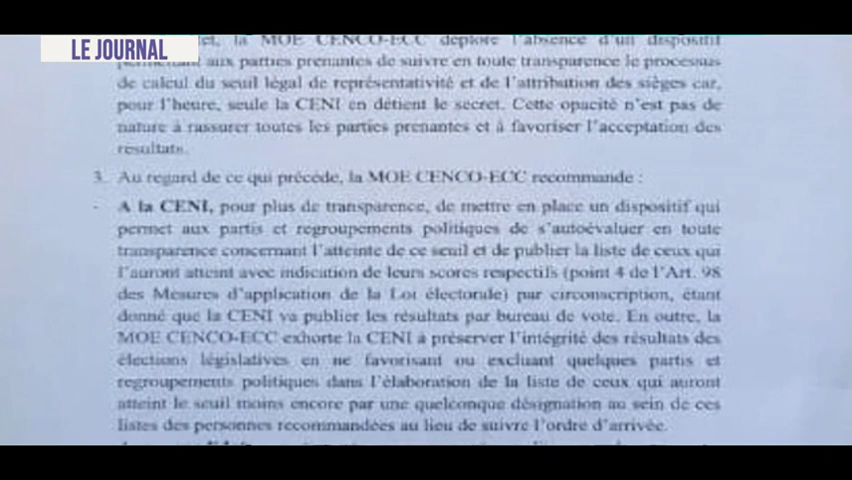 LE JOURNAL
la MOE CENCO-ECC déplore l'absence d'un dispositif
aux parties prenantes de suivre en toute transparence le processus
de calcul du seuil légal de représentativité et de l'attribution des sièges car,
pour l'heure, seule la CENI en détient le secret. Cette opacité n'est pas de
nature à rassurer toutes les parties prenantes et à favoriser l'acceptation des
résultats.
3. Au regard de ce qui précède, la MOE CENCO-ECC recommande :
- A la CENI, pour plus de transparence, de mettre en place un dispositif qui
permet aux partis et regroupements politiques de s'autoévaluer en toute
transparence concernant l'atteinte de ce seuil et de publier la liste de ceux qui
l'auront atteint avec indication de leurs scores respectifs (point 4 de l'Art. 98
des Mesures d'application de la Loi électorale) par circonscription, étant
donné que la CENI va publier les résultats par bureau de vote. En outre, la
MOE CENCO-ECC exhorte la CENI à préserver l'intégrité des résultats des
élections législatives en ne favorisant ou excluant quelques partis et
regroupements politiques dans l'élaboration de la liste de ceux qui auront
atteint le seuil moins encore par une quelconque désignation au sein de ces
listes des personnes recommandées au lieu de suivre l'ordre d'arrivée.